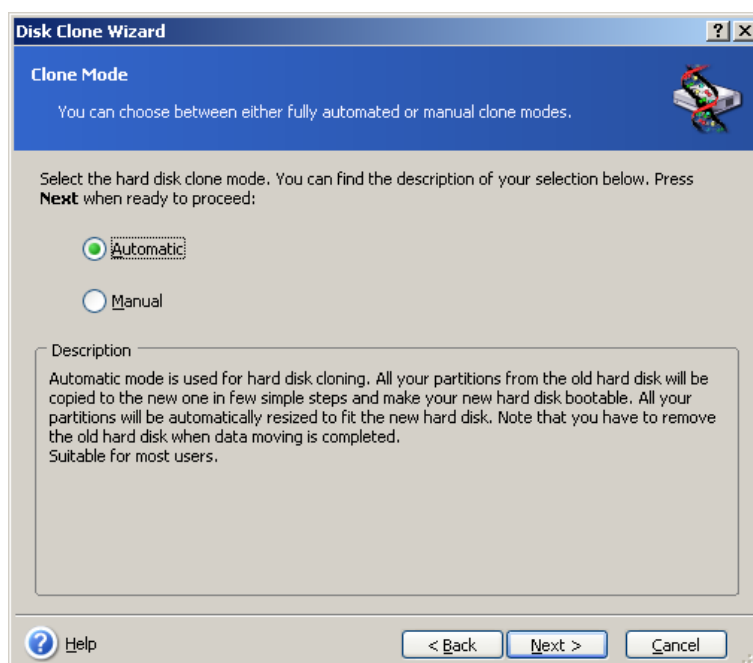 Disk Clone Wizard
Clone Mode
You can choose between either fully automated or manual clone modes.
Select the hard disk clone mode. You can find the description of your selection below. Press
Next when ready to proceed:
Automatic
Manual
Description
Automatic mode is used for hard disk cloning. All your partitions from the old hard disk will be
copied to the new one in few simple steps and make your new hard disk bootable. All your
partitions will be automatically resized to fit the new hard disk. Note that you have to remove
the old hard disk when data moving is completed.
Suitable for most users.
Help
< Back
Next >
Cancel